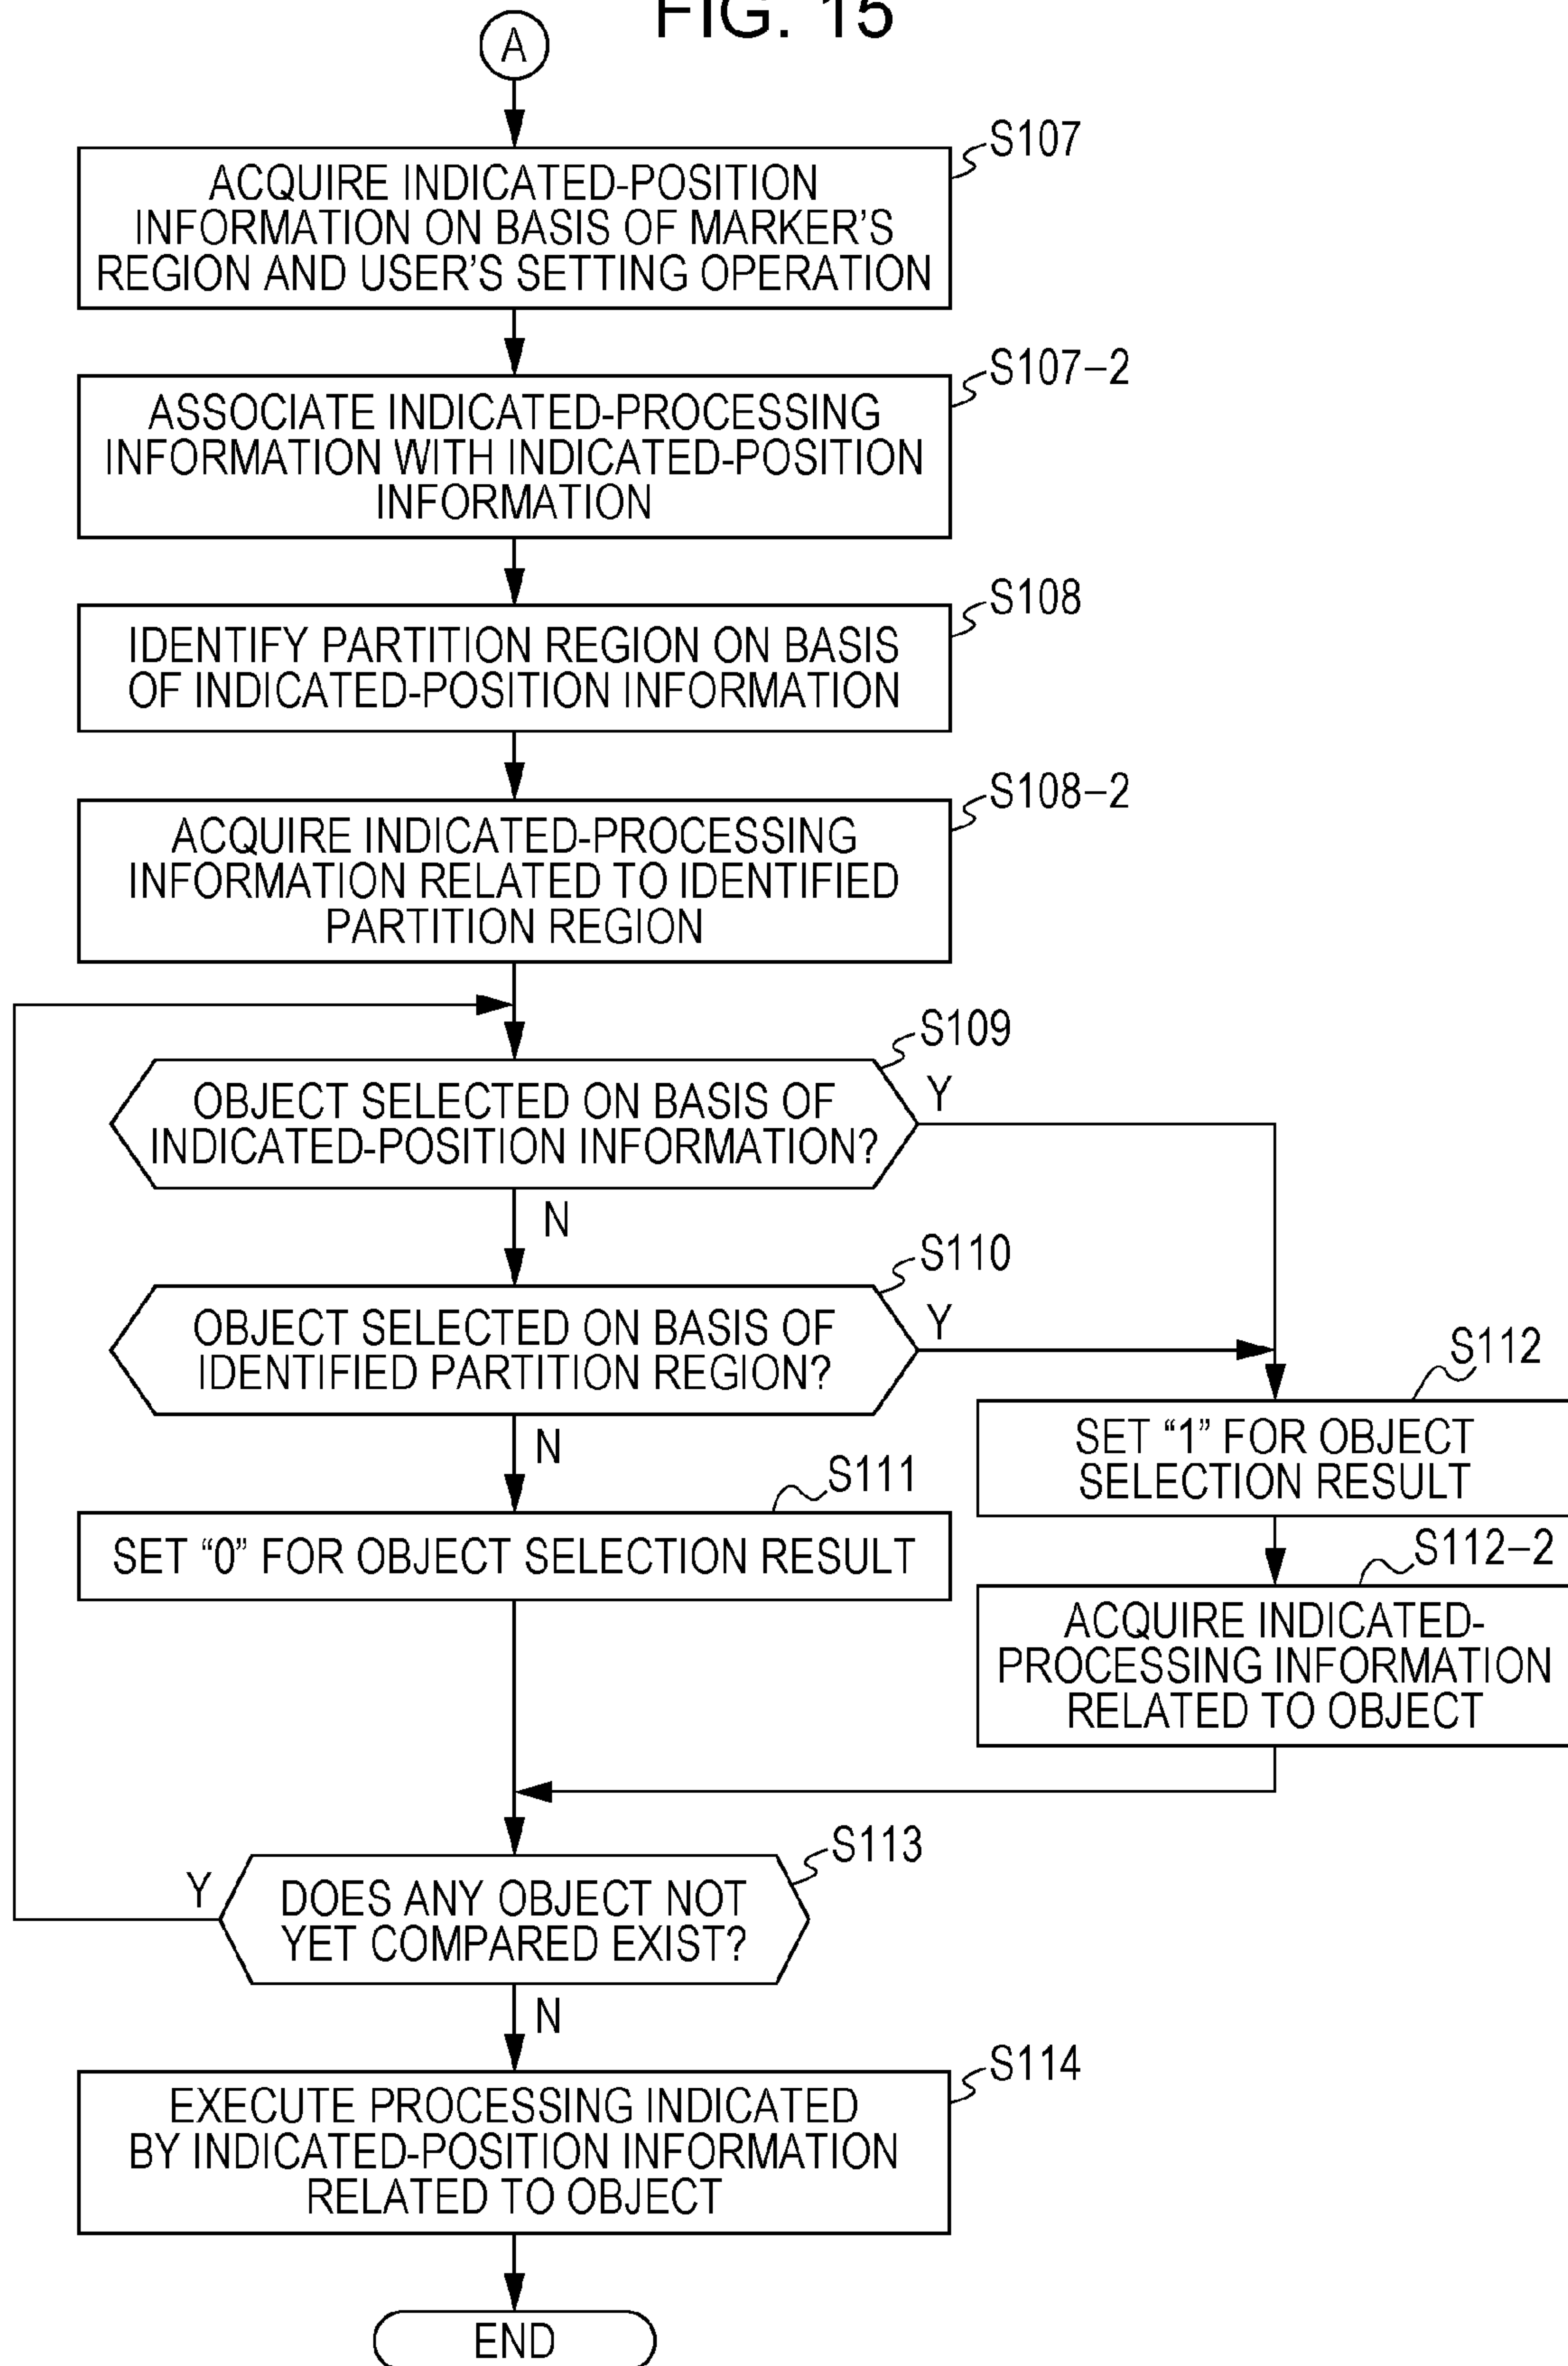 FIG. 15
A
S107
ACQUIRE INDICATED-POSITION
INFORMATION ON BASIS OF MARKER’S
REGION AND USER’S SETTING OPERATION
S107–2
ASSOCIATE INDICATED-PROCESSING
INFORMATION WITH INDICATED-POSITION
INFORMATION
S108
IDENTIFY PARTITION REGION ON BASIS
OF INDICATED-POSITION INFORMATION
S108–2
ACQUIRE INDICATED-PROCESSING
INFORMATION RELATED TO IDENTIFIED
PARTITION REGION
S109
OBJECT SELECTED ON BASIS OF
INDICATED-POSITION INFORMATION?
Y
N
S110
OBJECT SELECTED ON BASIS OF
IDENTIFIED PARTITION REGION?
Y
N
S112
SET “1” FOR OBJECT
SELECTION RESULT
S111
SET “0” FOR OBJECT SELECTION RESULT
S112–2
ACQUIRE INDICATED-
PROCESSING INFORMATION
RELATED TO OBJECT
S113
DOES ANY OBJECT NOT
YET COMPARED EXIST?
Y
N
S114
EXECUTE PROCESSING INDICATED
BY INDICATED-POSITION INFORMATION
RELATED TO OBJECT
END